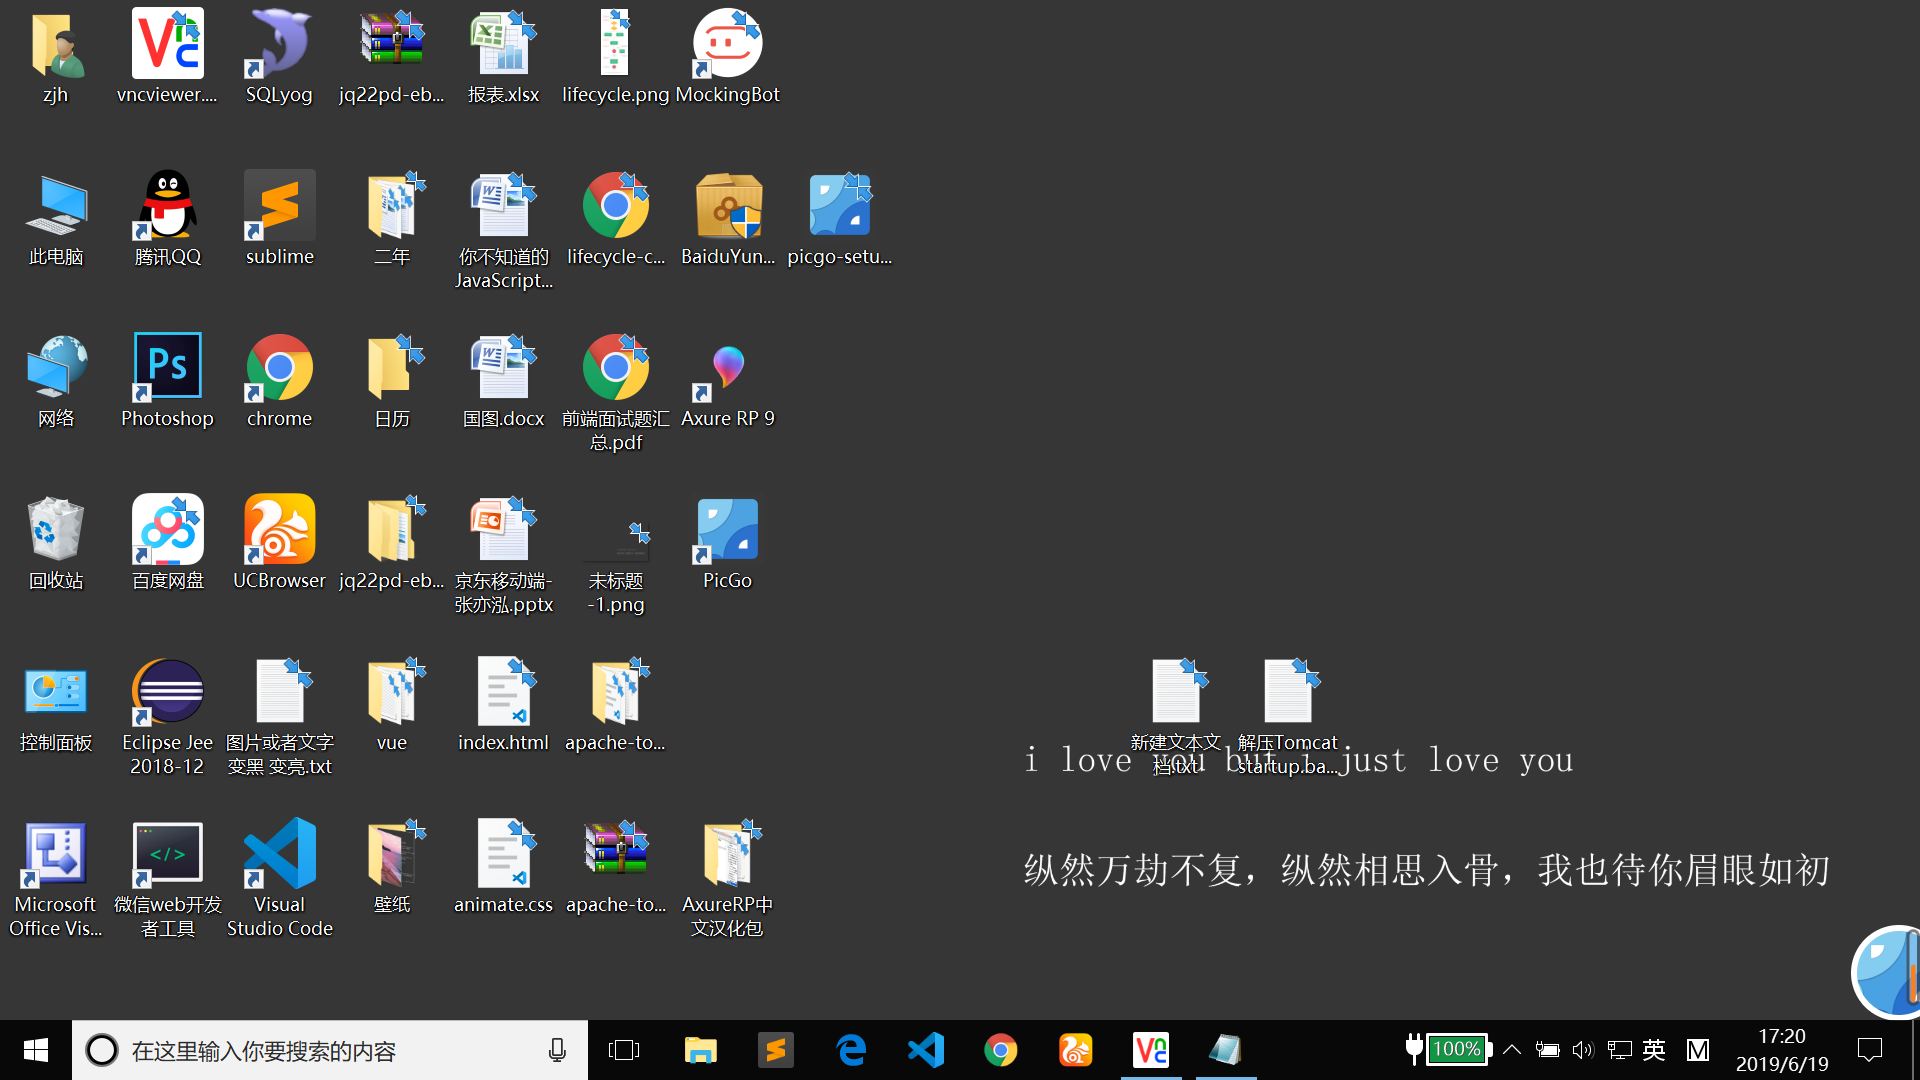 zjh
vncviewer....
SQLyog
jq22pd-eb...
报表.xlsx
lifecycle.png
MockingBot
此电脑
腾讯QQ
sublime
二年
你不知道的
JavaScript...
lifecycle-c...
BaiduYun...
picgo-setu...
网络
Ps
Photoshop
chrome
日历
国图.docx
前端面试题汇
总.pdf
Axure RP 9
回收站
百度网盘
UCBrowser
jq22pd-eb...
京东移动端-
张亦泓.pptx
未标题
-1.png
PicGo
控制面板
Eclipse Jee
2018-12
图片或者文字
变黑 变亮.txt
vue
index.html
apache-to...
新建文本文
档.txt
解压Tomcat
startup.ba...
i love you but i just love you
纵然万劫不复，纵然相思入骨，我也待你眉眼如初
Microsoft
Office Vis...
微信web开发
者工具
Visual
Studio Code
壁纸
animate.css
apache-to...
AxureRP中
文汉化包
在这里输入你要搜索的内容
100%
英
M
17:20
2019/6/19